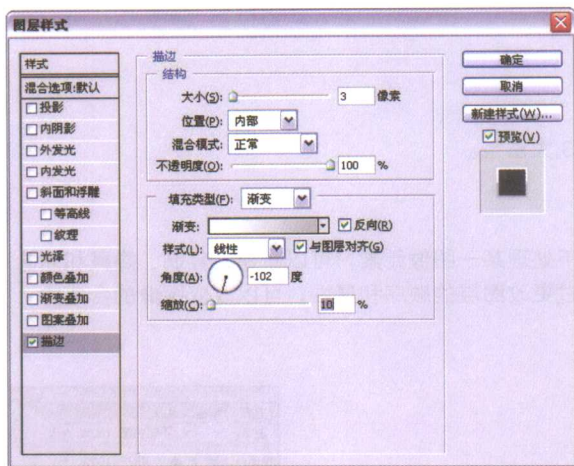 图层样式
样式
混合选项:默认
投影
内阴影
外发光
内发光
斜面和浮雕
等高线
纹理
光泽
颜色叠加
渐变叠加
图案叠加
描边
描边
结构
大小(S): 3 像素
位置(P): 内部
混合模式: 正常
不透明度(O): 100 %
填充类型(F): 渐变
渐变: 反向(R)
样式(L): 线性 与图层对齐(G)
角度(A): -102 度
缩放(C): 10 %
确定
取消
新建样式(W)...
预览(V)